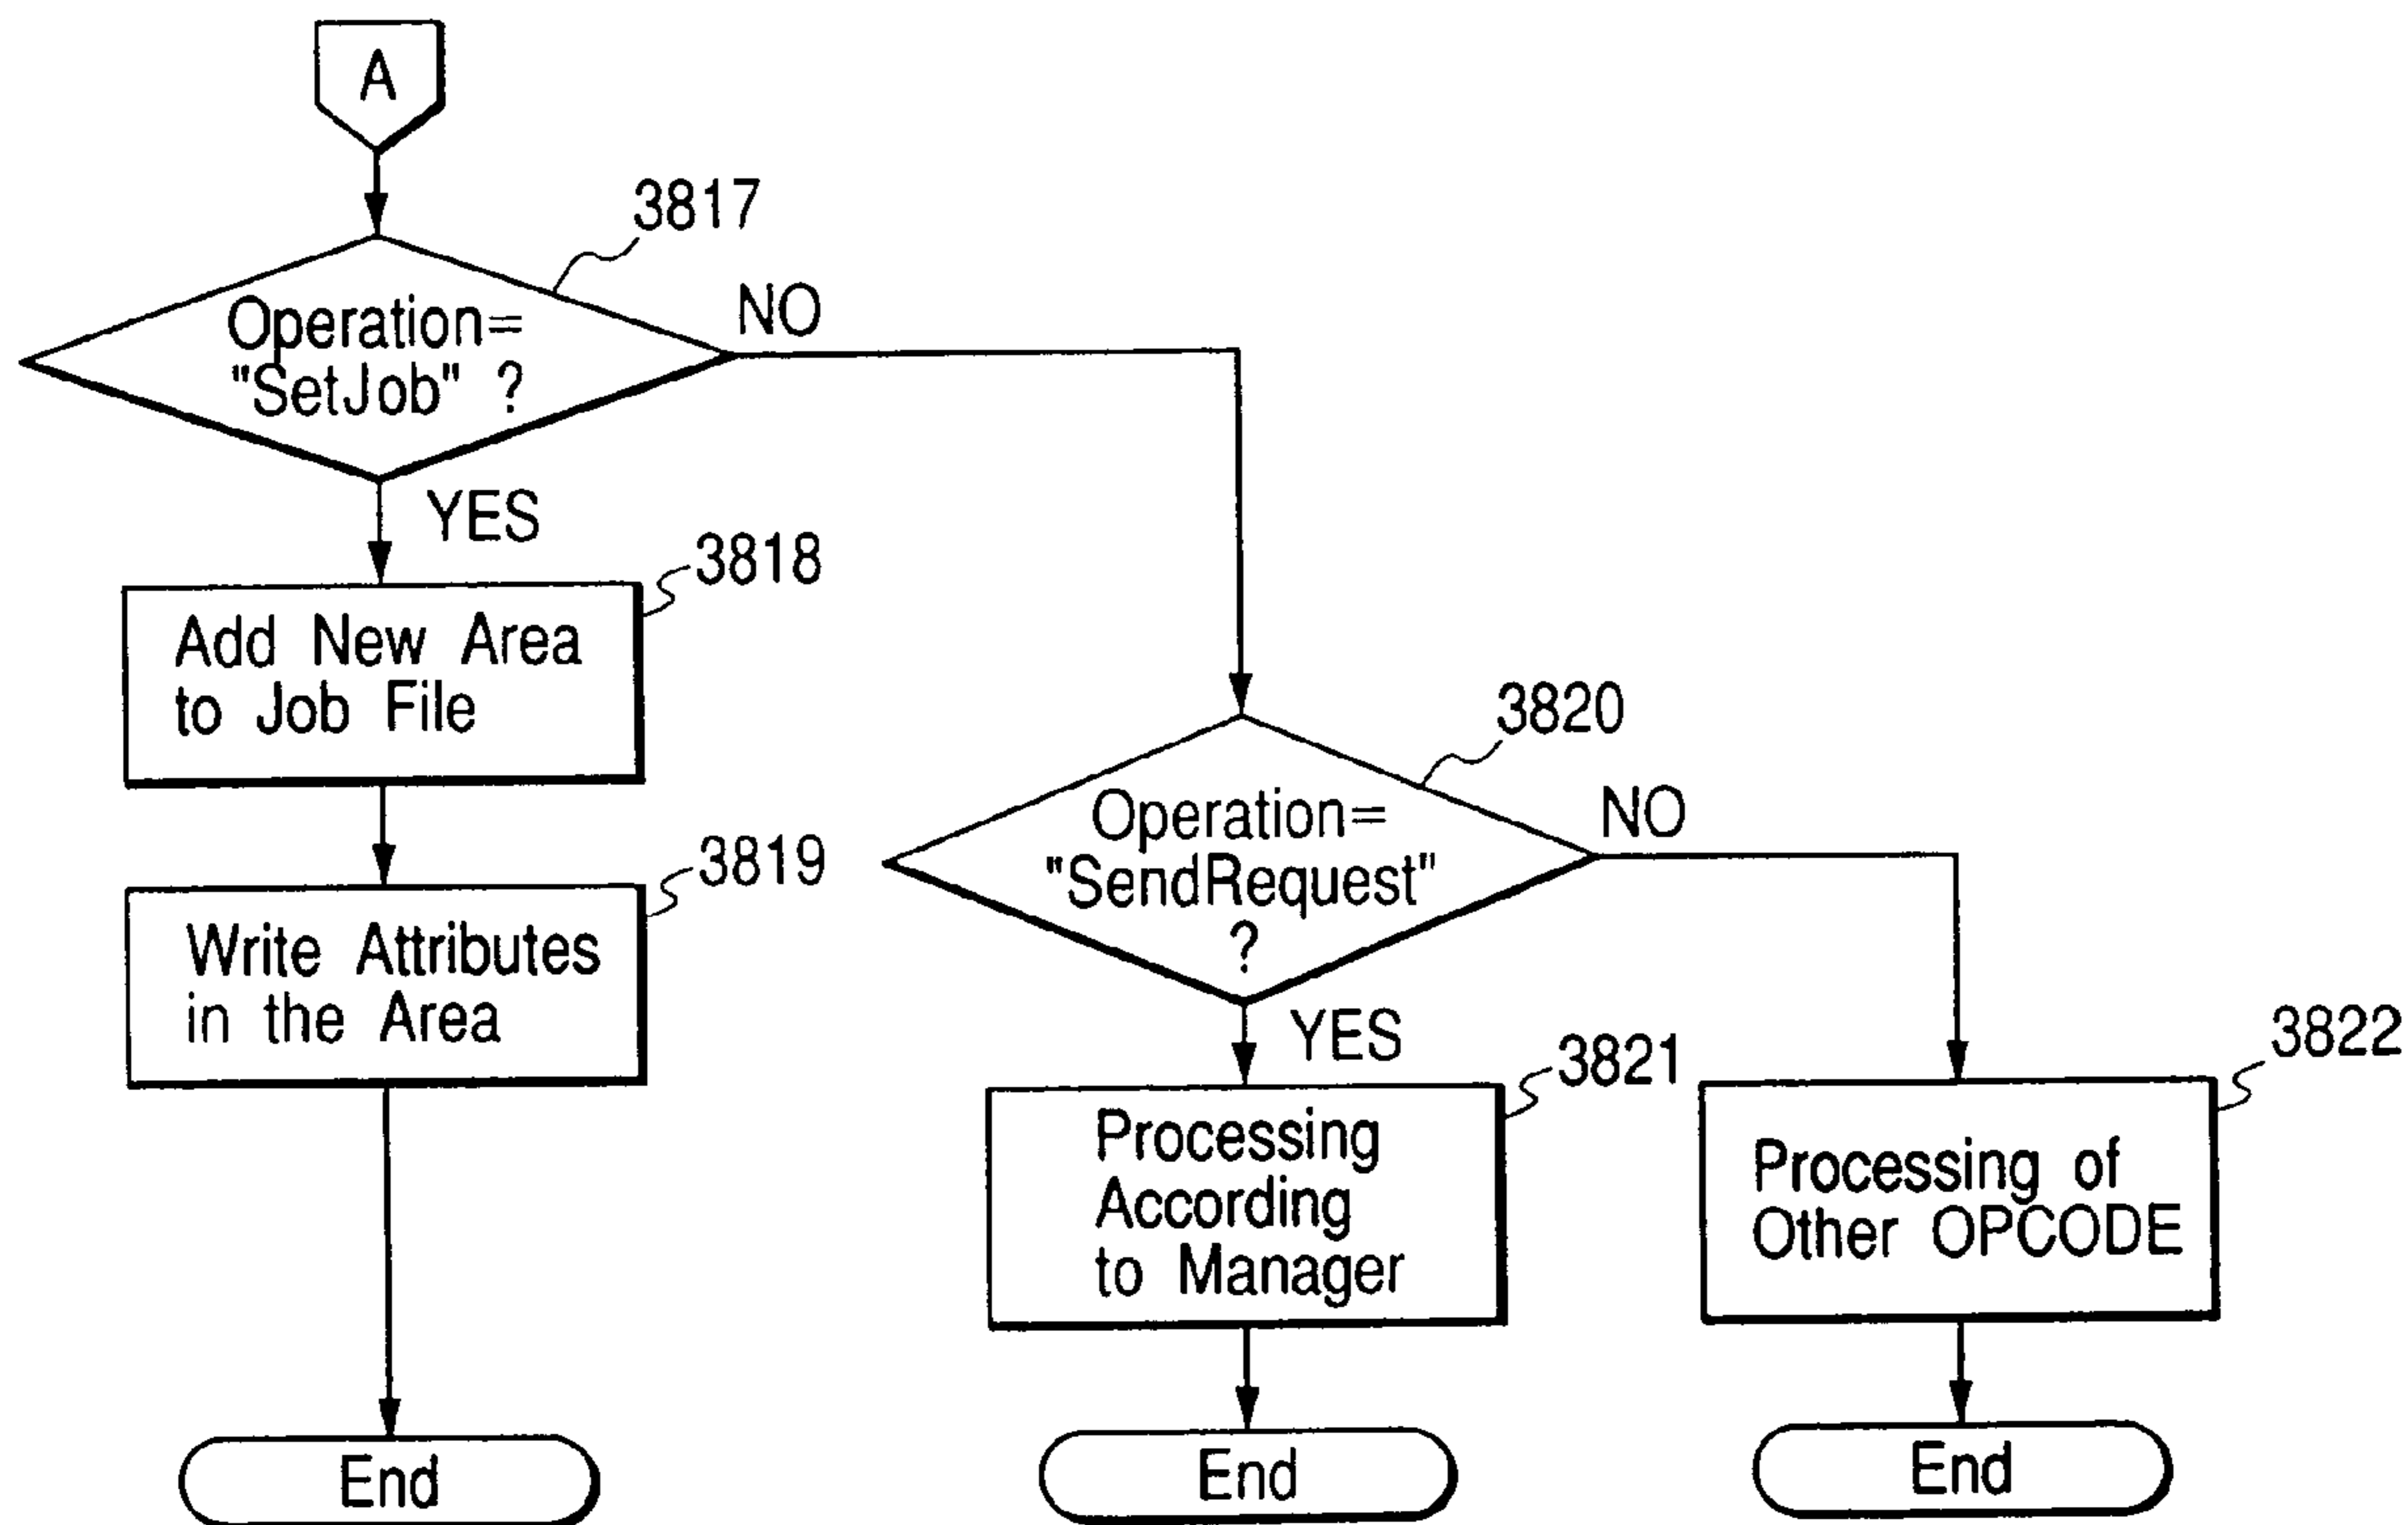 A
3817
Operation=
"SetJob" ?
NO
YES
3818
Add New Area
to Job File
3819
Write Attributes
in the Area
End
3820
Operation=
"SendRequest"
?
NO
YES
3821
Processing
According
to Manager
End
3822
Processing of
Other OPCODE
End